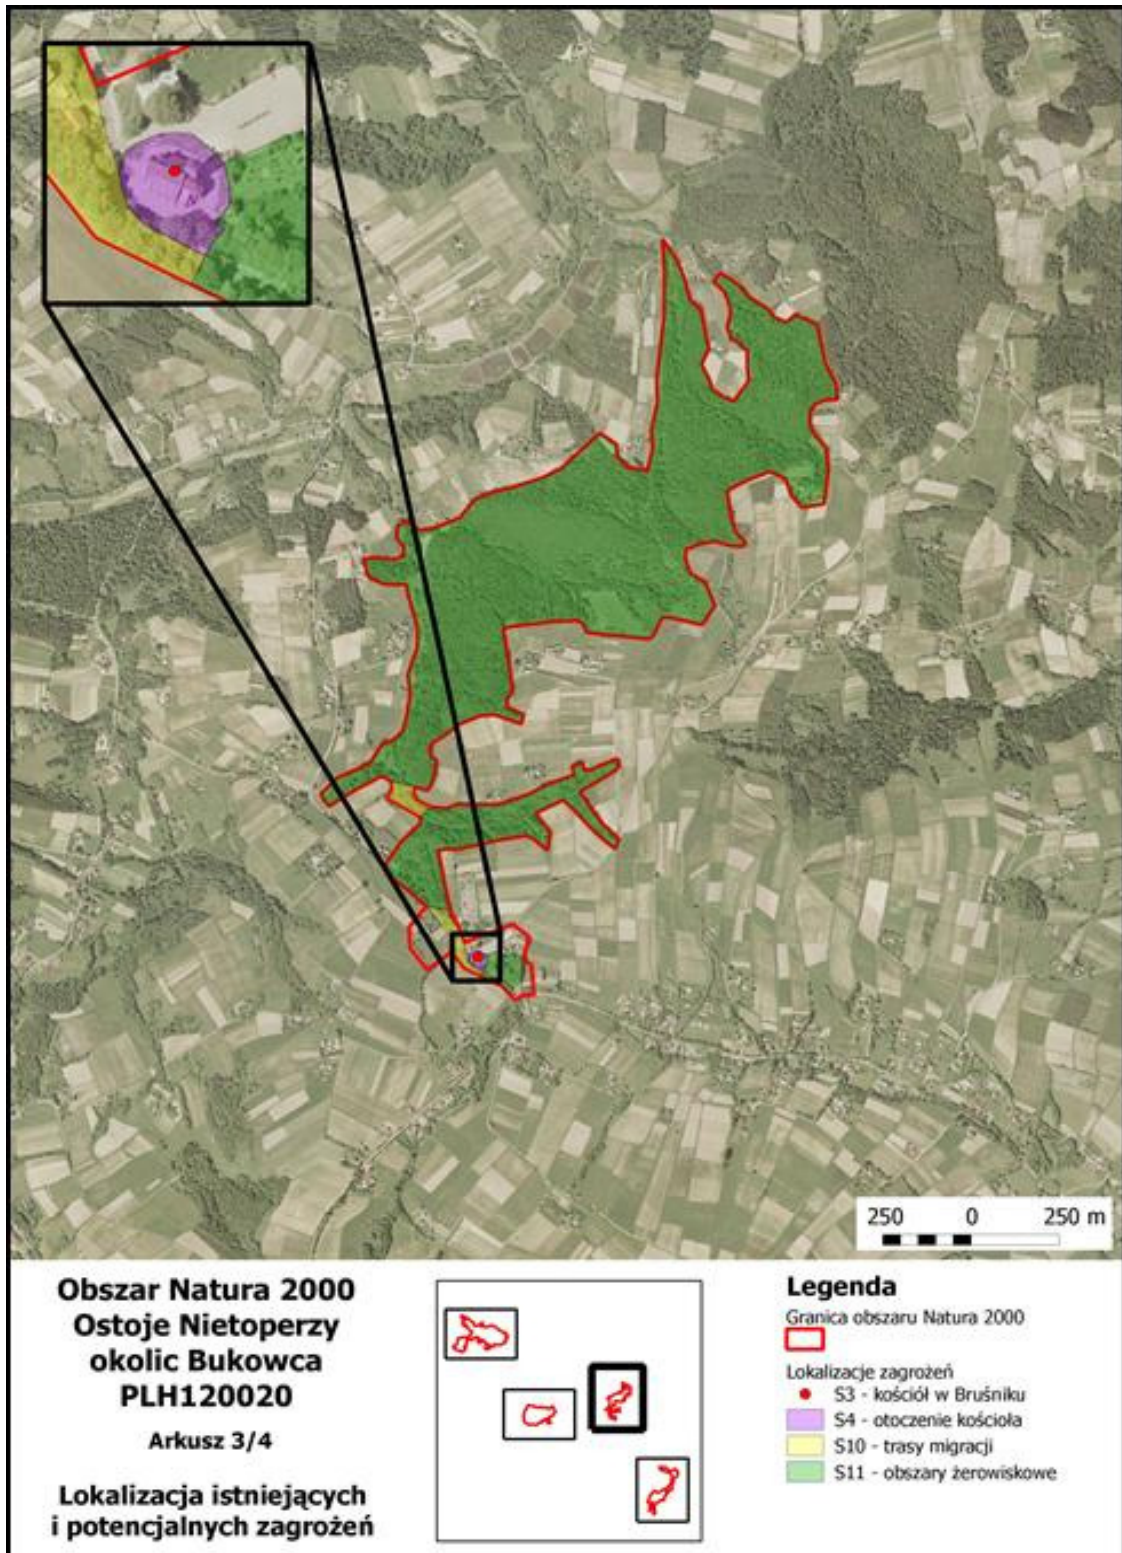 250 0 250 m
Obszar Natura 2000
Ostoje Nietoperzy
okolic Bukowca
PLH120020
Arkusz 3/4
Lokalizacja istniejących
i potencjalnych zagrożeń
Legenda
Granica obszaru Natura 2000
Lokalizacje zagrożeń
S3 - kościół w Bruśniku
S4 - otoczenie kościoła
S10 - trasy migracji
S11 - obszary żerowiskowe